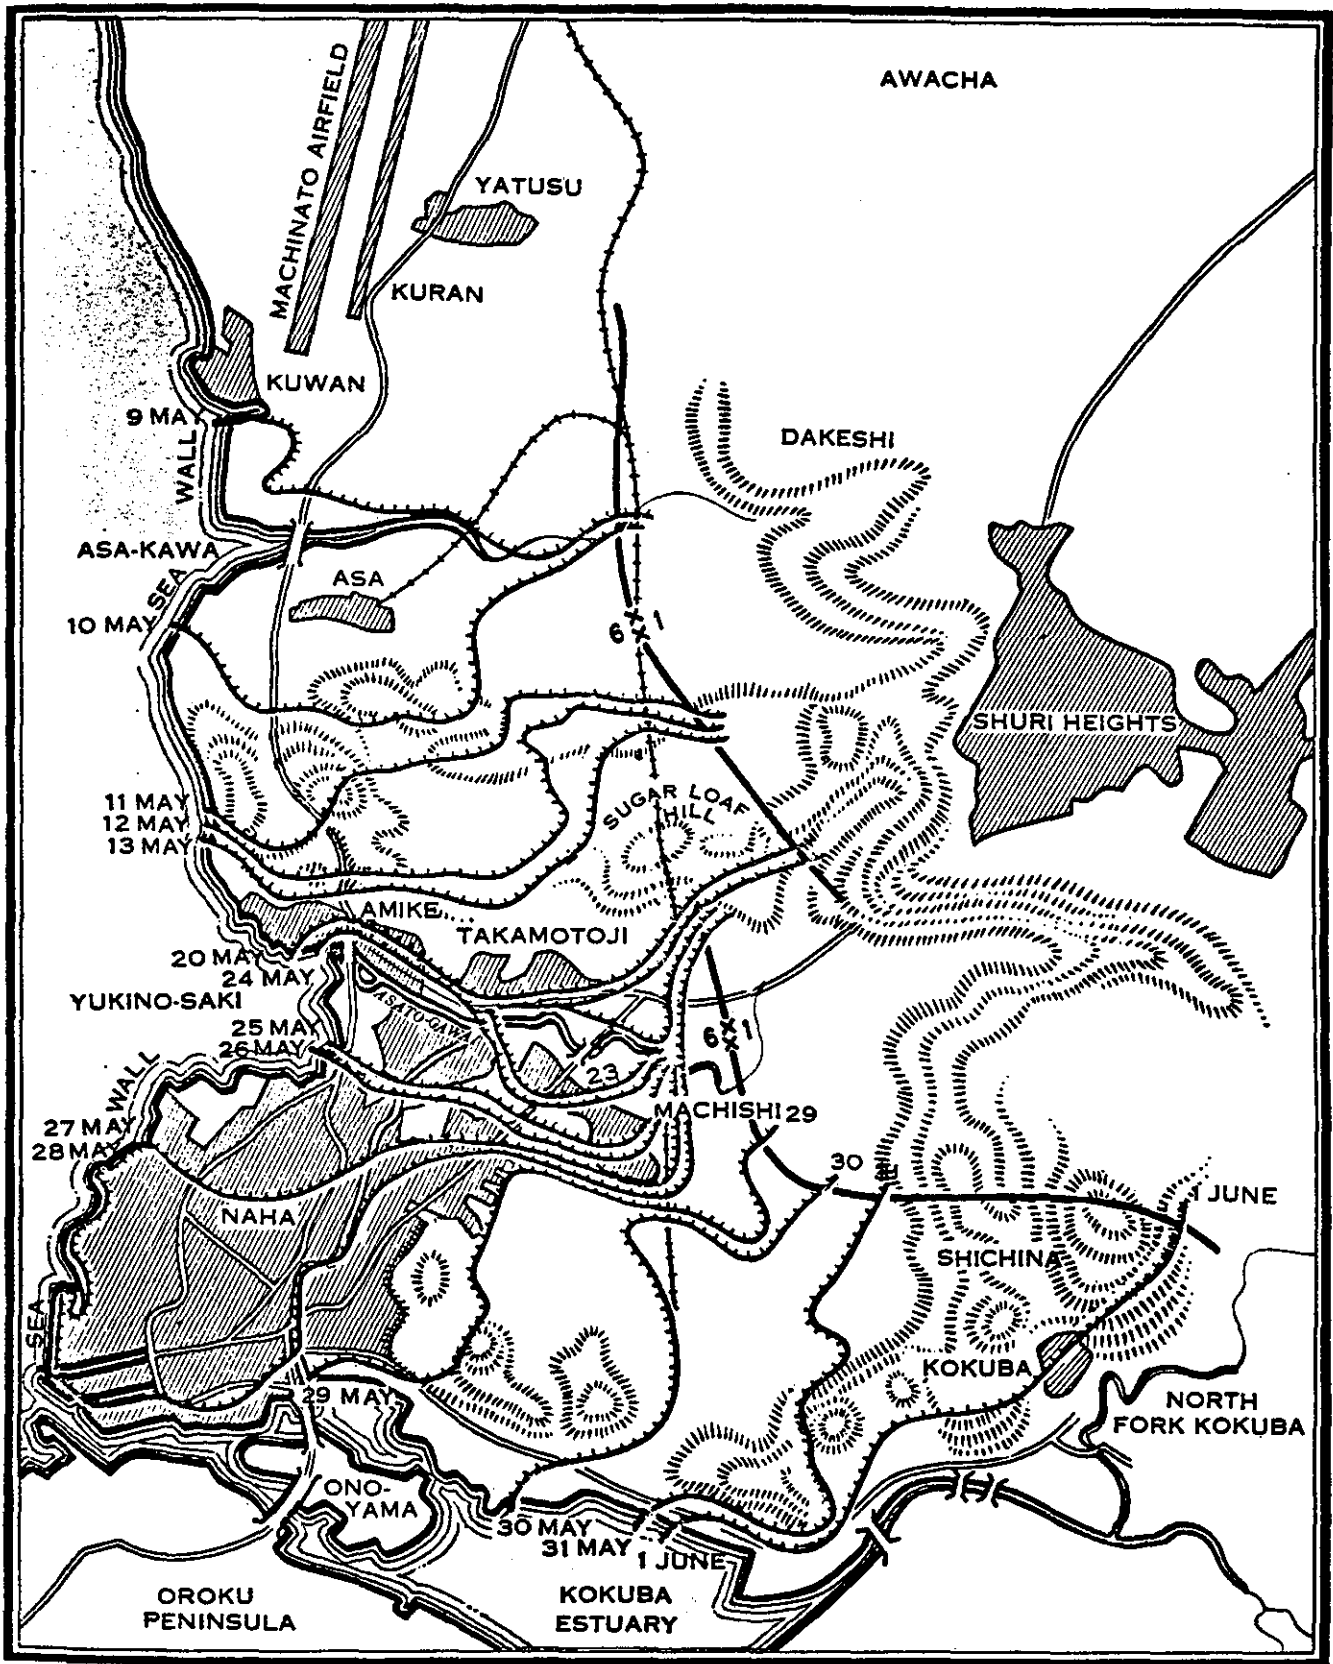 AWACHA
MACHINATO AIRFIELD
YATUSU
KURAN
KUWAN
9 MAY
WALL
DAKESHI
ASA-KAWA
SEA
ASA
10 MAY
6 XX 1
SHURI HEIGHTS
11 MAY
12 MAY
13 MAY
SUGAR LOAF
HILL
AMIKE
TAKAMOTOJI
20 MAY
24 MAY
YUKINO-SAKI
ASATO-GAWA
25 MAY
26 MAY
6 XX 1
23
WALL
MACHISHI 29
27 MAY
28 MAY
30
1 JUNE
NAHA
SHICHINA
SEA
KOKUBA
29 MAY
NORTH
FORK KOKUBA
ONO-
YAMA
30 MAY
31 MAY
1 JUNE
OROKU
PENINSULA
KOKUBA
ESTUARY